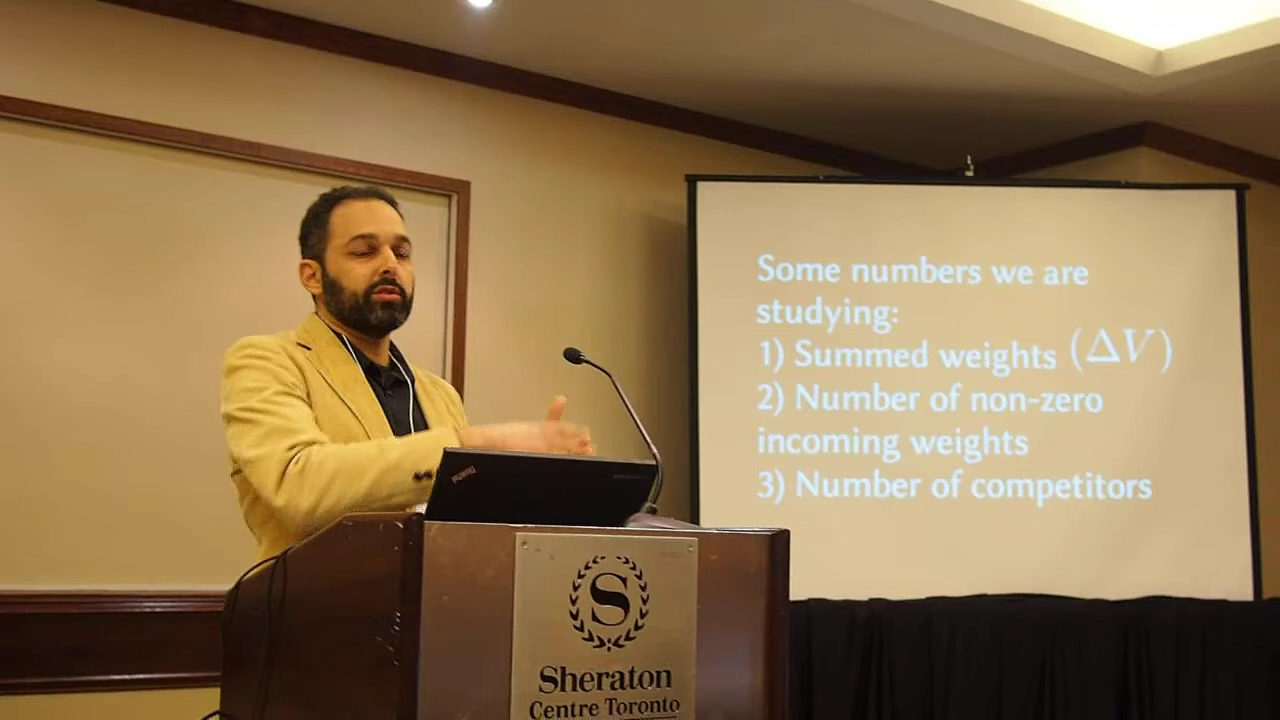 Some numbers we are
studying:
1) Summed weights (ΔV)
2) Number of non-zero
incoming weights
3) Number of competitors
ThinkPad
S
Sheraton
Centre Toronto